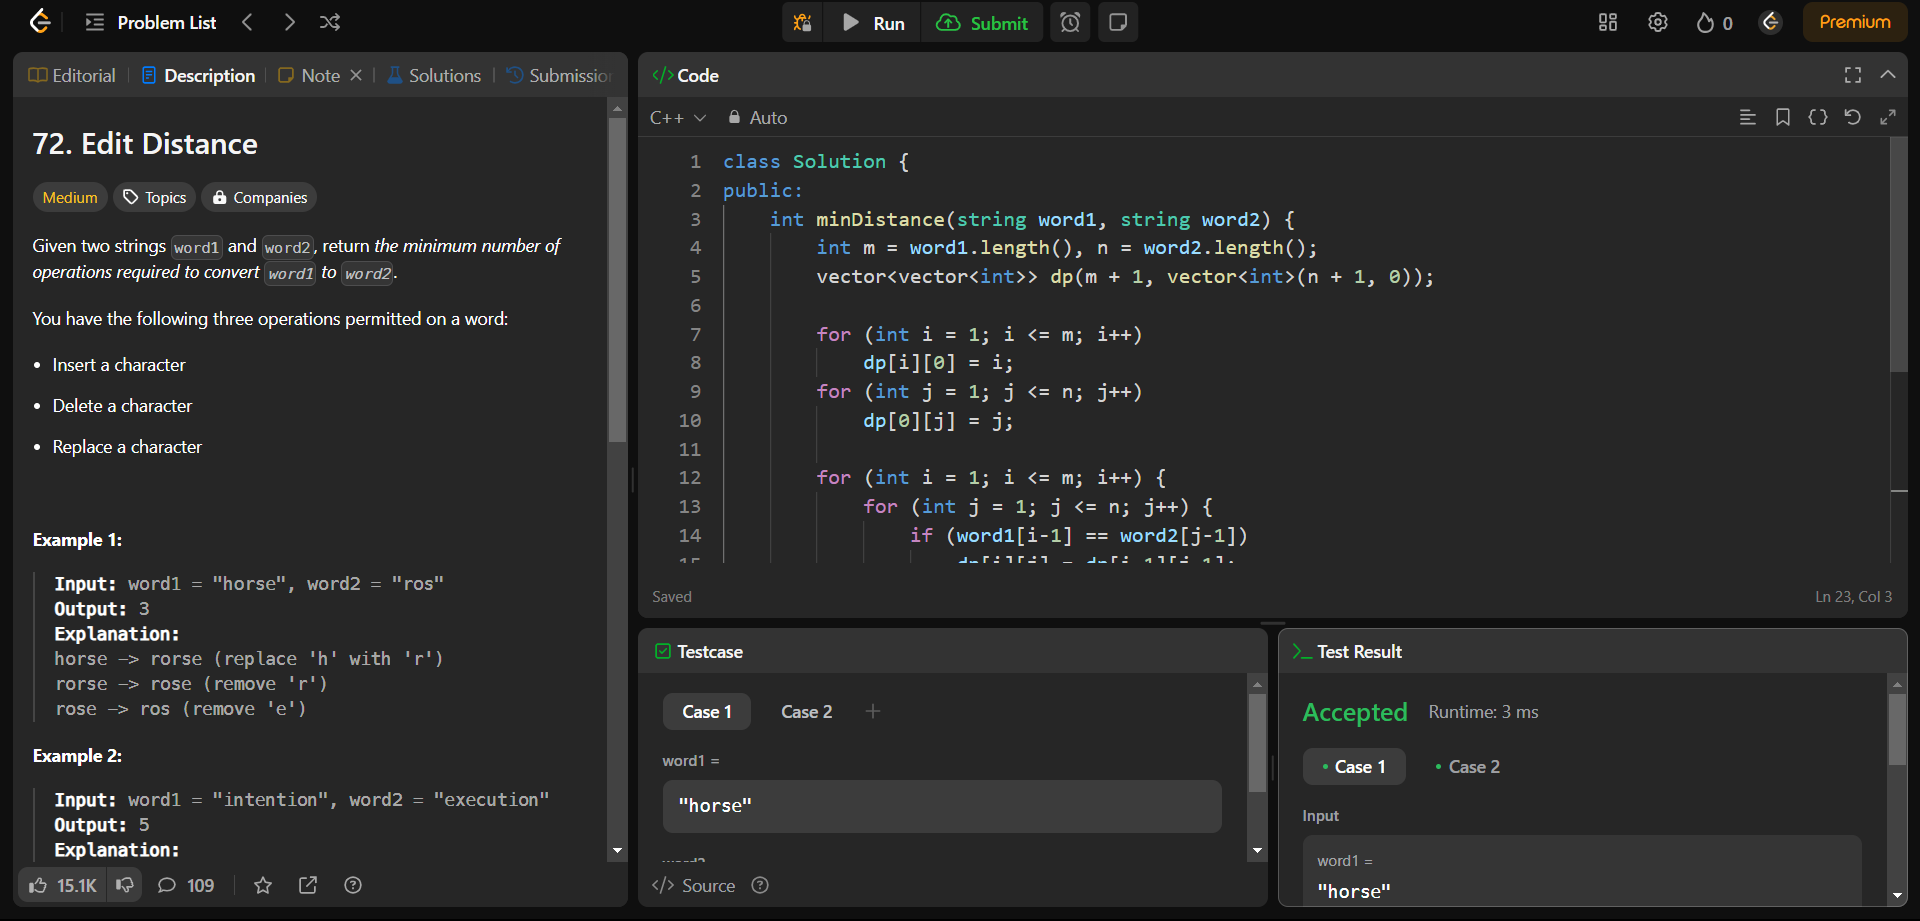 Problem List
Run
Submit
0
Premium
Editorial
Description
Note
Solutions
Submissio
72. Edit Distance
Medium
Topics
Companies
Given two strings word1 and word2, return the minimum number of
operations required to convert word1 to word2.
You have the following three operations permitted on a word:
• Insert a character
• Delete a character
• Replace a character
Example 1:
Input: word1 = "horse", word2 = "ros"
Output: 3
Explanation:
horse -> rorse (replace 'h' with 'r')
rorse -> rose (remove 'r')
rose -> ros (remove 'e')
Example 2:
Input: word1 = "intention", word2 = "execution"
Output: 5
Explanation:
15.1K
109
</> Code
C++
Auto
1 class Solution {
2 public:
3 int minDistance(string word1, string word2) {
4 int m = word1.length(), n = word2.length();
5 vector<vector<int>> dp(m + 1, vector<int>(n + 1, 0));
6
7 for (int i = 1; i <= m; i++)
8 dp[i][0] = i;
9 for (int j = 1; j <= n; j++)
10 dp[0][j] = j;
11
12 for (int i = 1; i <= m; i++) {
13 for (int j = 1; j <= n; j++) {
14 if (word1[i-1] == word2[j-1])
Saved
Ln 23, Col 3
Testcase
Case 1
Case 2
+
word1 =
"horse"
</> Source
Test Result
Accepted
Runtime: 3 ms
• Case 1
• Case 2
Input
word1 =
"horse"